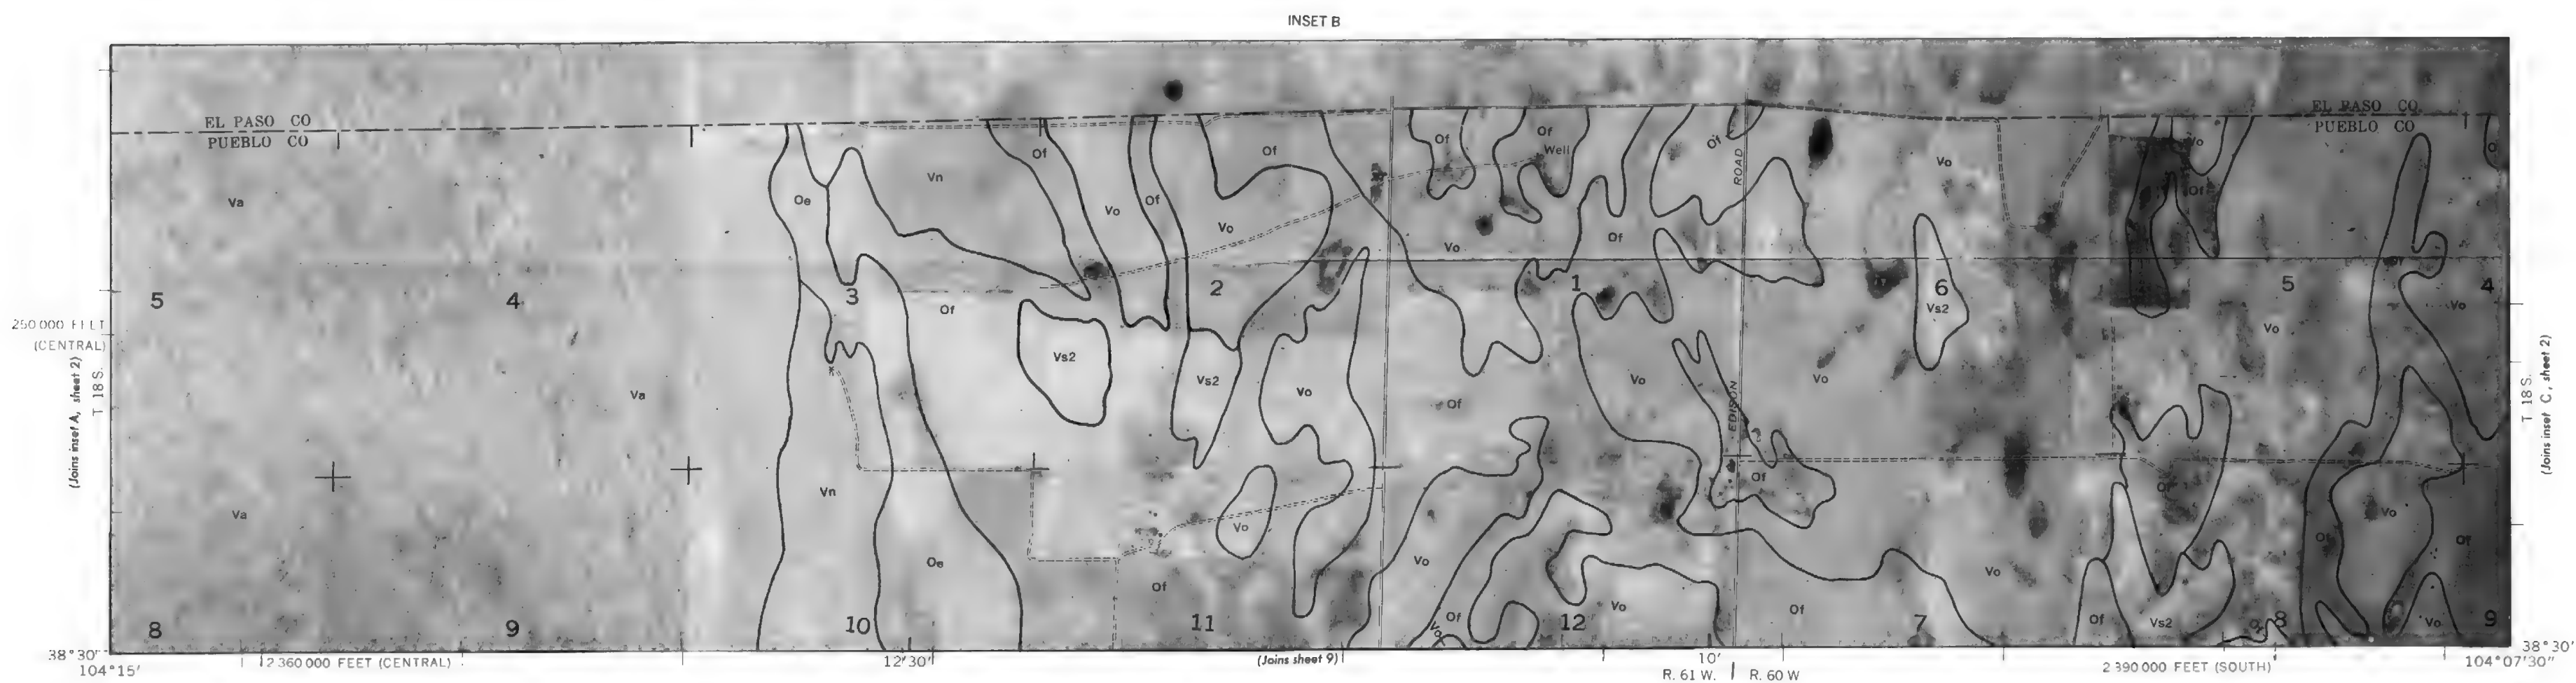 INSET B
EL PASO CO
PUEBLO CO
EL PASO CO
PUEBLO CO
Of
Of
Of
Of
Of
Well
Vo
Vo
O
Va
Vn
Oe
Vo
Of
Vo
ROAD
Of
Vo
Of
Of
5
4
3
2
1
6
5
4
Of
Vs2
Vo
Vo
250 000 FEET
(CENTRAL)
(Joins inset A, sheet 2)
T 18 S.
Vs2
Vs2
Vo
Va
Of
Vo
EDISON
Vo
T 18 S.
(Joins inset C, sheet 2)
Va
Vn
Vo
Of
Of
Vo
Oe
Of
Vo
Vo
Of
Of
Of
Vo
Vo
Of
Of
Vs2
Of
Vo
8
9
10
11
12
7
8
9
38°30'
104°15'
2 360 000 FEET (CENTRAL)
12'30"
(Joins sheet 9)
10'
R. 61 W. | R. 60 W
2 390 000 FEET (SOUTH)
38°30'
104°07'30"